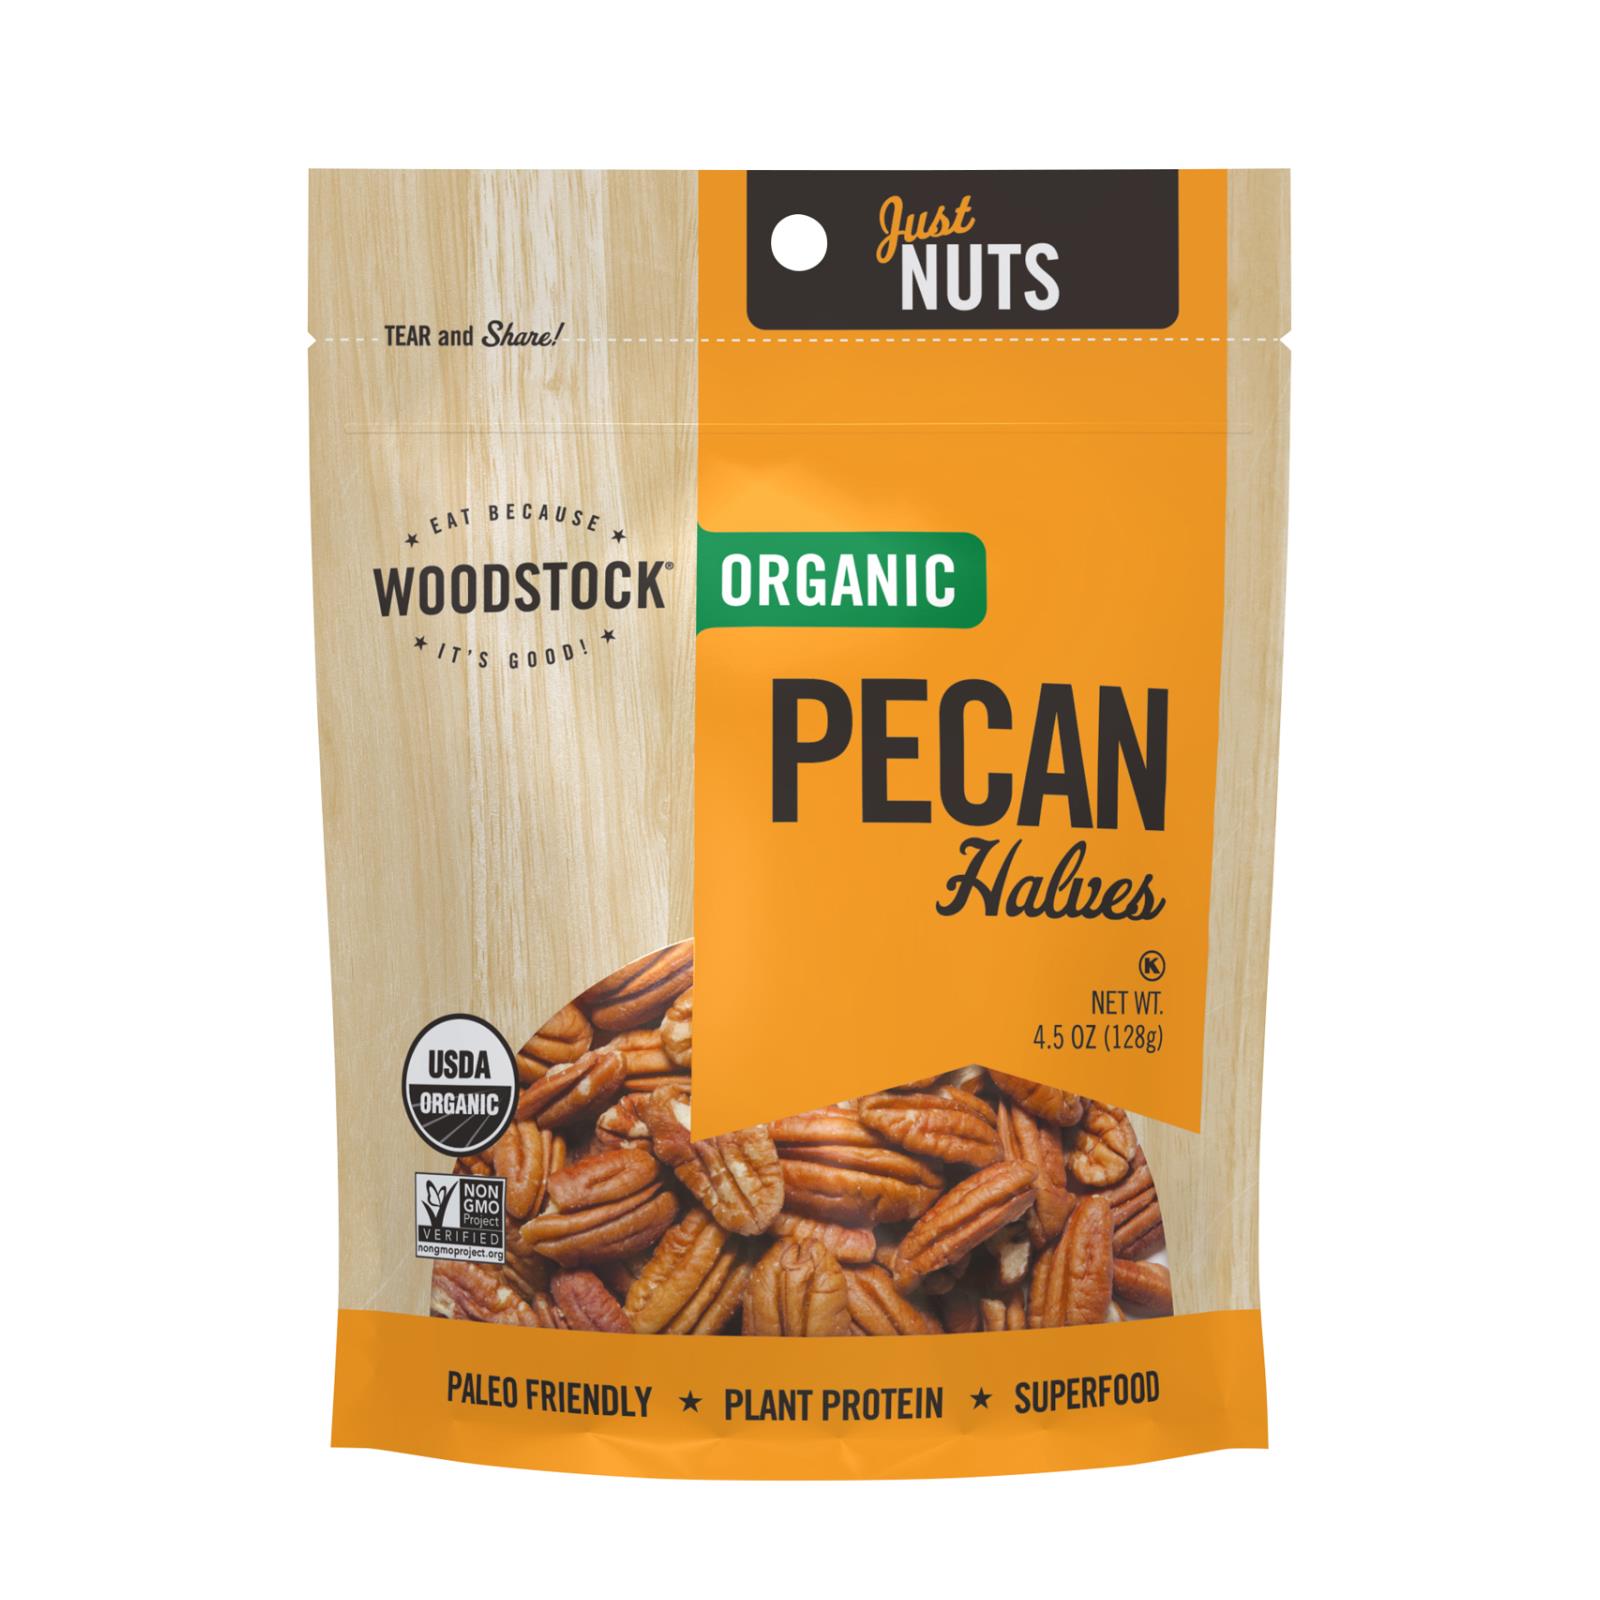 Just
NUTS
TEAR and Share!
EAT BECAUSE
WOODSTOCK®
IT'S GOOD!
ORGANIC
PECAN
Halves
K
NET WT.
4.5 OZ (128g)
USDA
ORGANIC
NON
GMO
Project
VERIFIED
nongmoproject.org
PALEO FRIENDLY ★ PLANT PROTEIN ★ SUPERFOOD